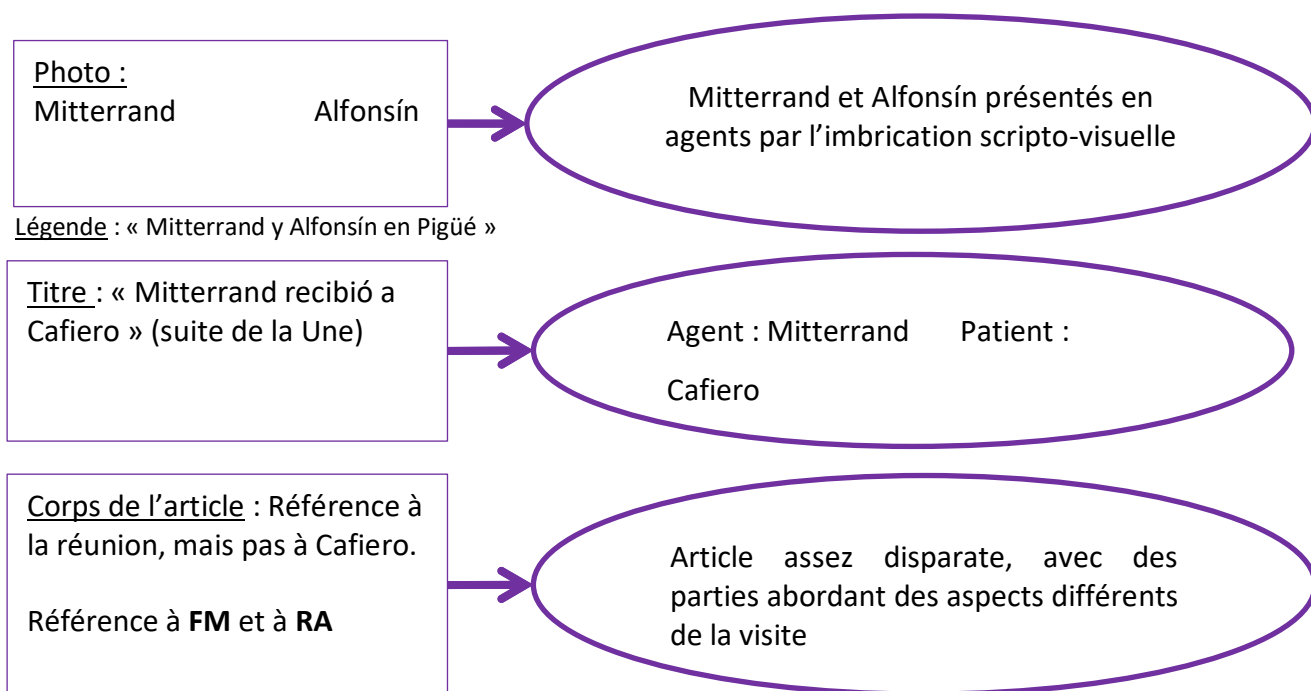 Photo :
Mitterrand Alfonsín
Mitterrand et Alfonsín présentés en
agents par l’imbrication scripto-visuelle
Légende : « Mitterrand y Alfonsín en Pigüé »
Titre : « Mitterrand recibió a
Cafiero » (suite de la Une)
Agent : Mitterrand Patient :
Cafiero
Corps de l’article : Référence à
la réunion, mais pas à Cafiero.
Référence à FM et à RA
Article assez disparate, avec des
parties abordant des aspects différents
de la visite